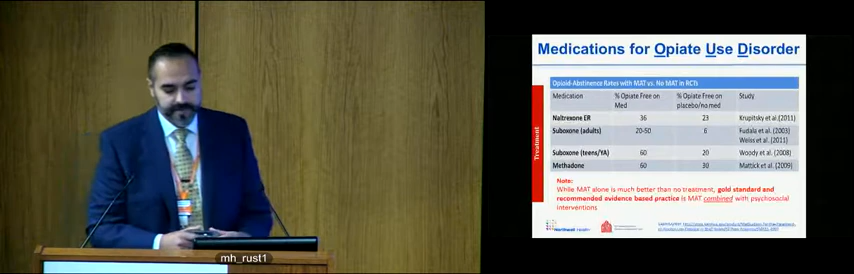 Medications for Opiate Use Disorder
Opioid-Abstinence Rates with MAT vs. No MAT in RCTs
Medication % Opiate Free on Med % Opiate Free on placebo/no med Study
Naltrexone ER 36 23 Krupitsky et al.(2011)
Suboxone (adults) 20-50 6 Fudala et al. (2003)
Weiss et al.(2011)
Suboxone (teens/YA) 60 20 Woody et al. (2008)
Methadone 60 30 Mattick et al. (2009)
Treatment
Note:
While MAT alone is much better than no treatment, gold standard and
recommended evidence based practice is MAT combined with psychosocial
interventions
mh_rust1